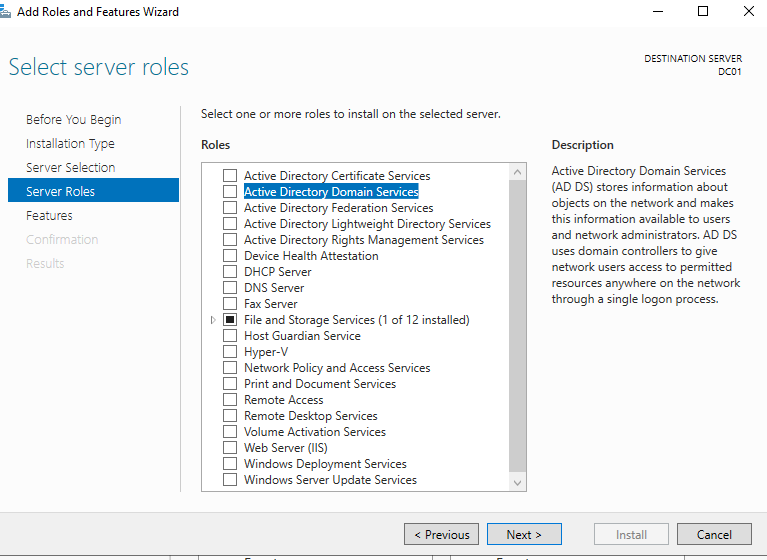 Add Roles and Features Wizard
Select server roles
DESTINATION SERVER
DC01
Before You Begin
Installation Type
Server Selection
Server Roles
Features
Confirmation
Results
Select one or more roles to install on the selected server.
Roles
Active Directory Certificate Services
Active Directory Domain Services
Active Directory Federation Services
Active Directory Lightweight Directory Services
Active Directory Rights Management Services
Device Health Attestation
DHCP Server
DNS Server
Fax Server
File and Storage Services (1 of 12 installed)
Host Guardian Service
Hyper-V
Network Policy and Access Services
Print and Document Services
Remote Access
Remote Desktop Services
Volume Activation Services
Web Server (IIS)
Windows Deployment Services
Windows Server Update Services
Description
Active Directory Domain Services
(AD DS) stores information about
objects on the network and makes
this information available to users
and network administrators. AD DS
uses domain controllers to give
network users access to permitted
resources anywhere on the network
through a single logon process.
< Previous
Next >
Install
Cancel